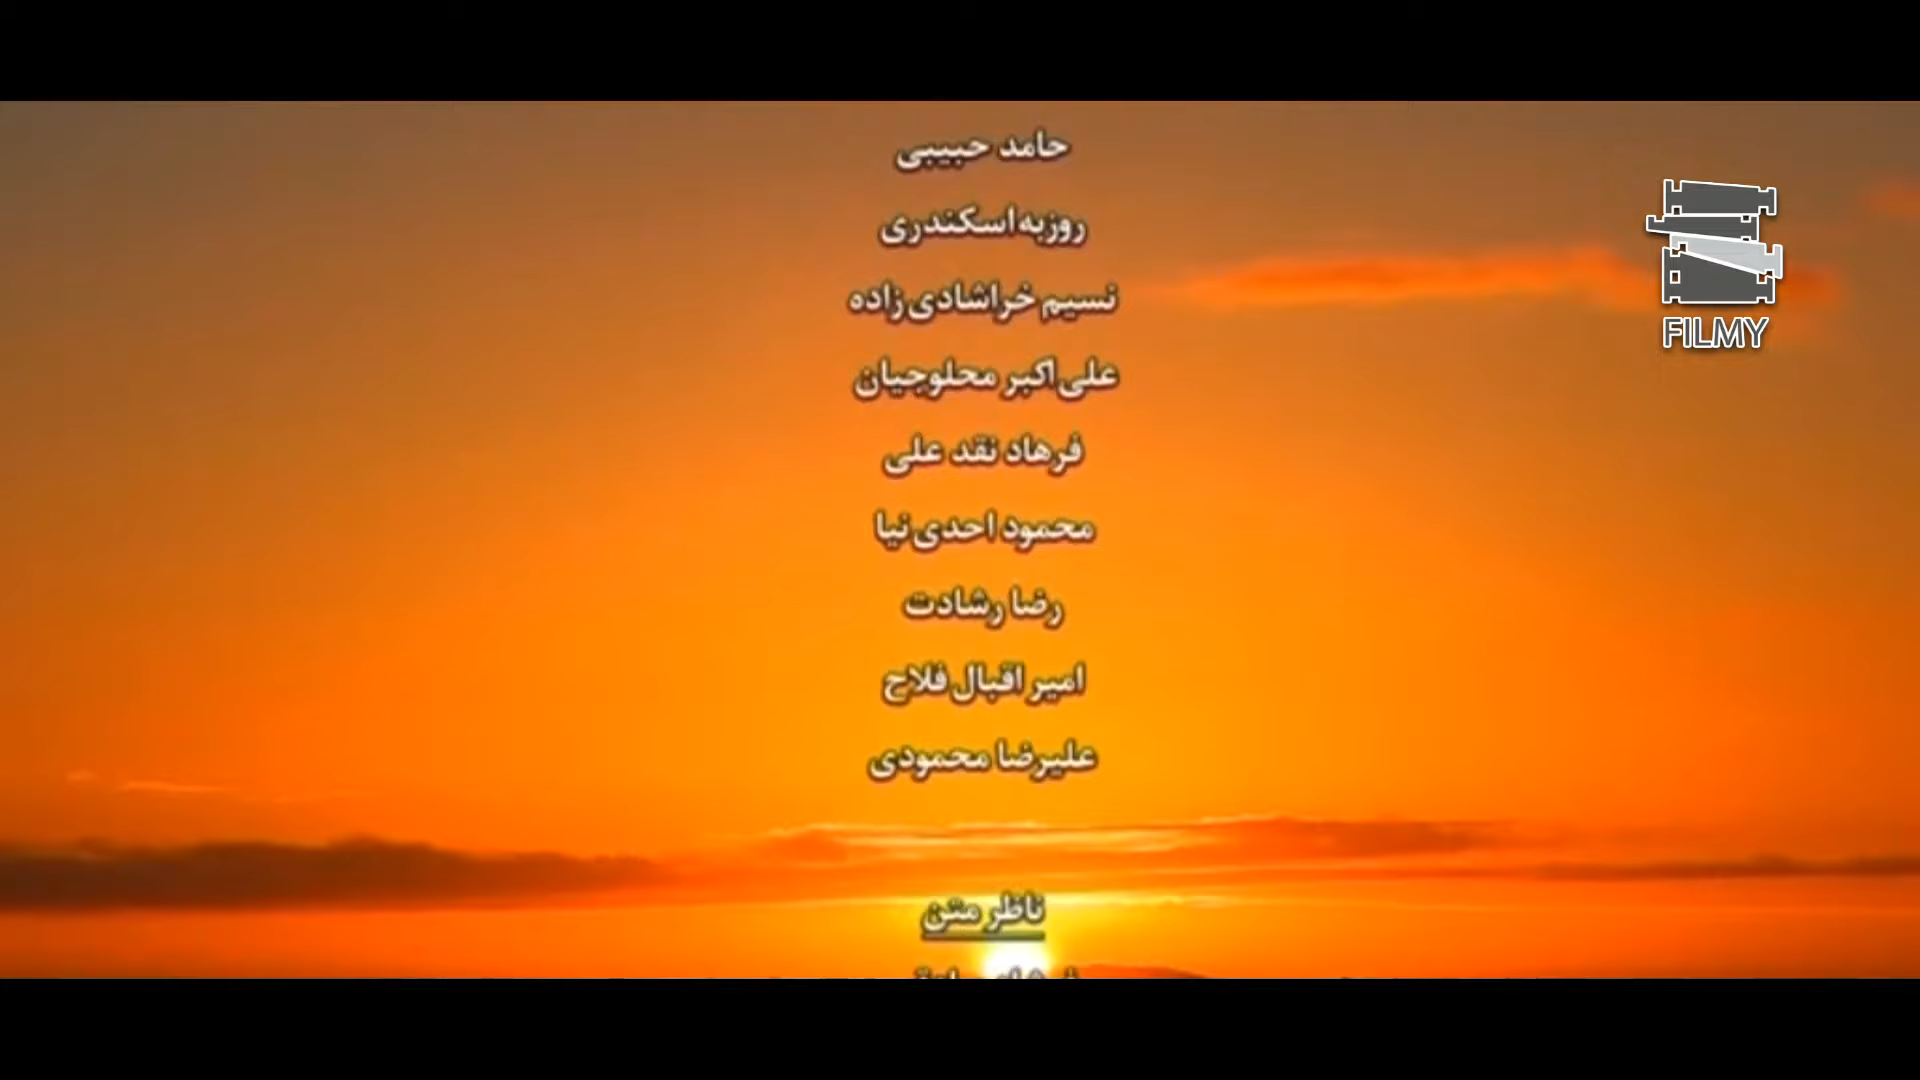 حامد حبیبی
روزبه اسکندری
نسیم خراشادی زاده
علی اکبر محلوجیان
فرهاد نقد علی
محمود احدی نیا
رضا رشادت
امیر اقبال فلاح
علیرضا محمودی
ناظر متن
FILMY